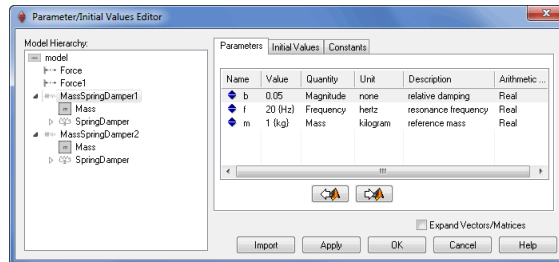 Parameter/Initial Values Editor
Model Hierarchy:
model
Force
Force1
MassSpringDamper1
m Mass
SpringDamper
MassSpringDamper2
m Mass
SpringDamper
Parameters Initial Values Constants
Name Value Quantity Unit Description Arithmetic ...
b 0.05 Magnitude none relative damping Real
f 20 {Hz} Frequency hertz resonance frequency Real
m 1 {kg} Mass kilogram reference mass Real
Expand Vectors/Matrices
Import Apply OK Cancel Help